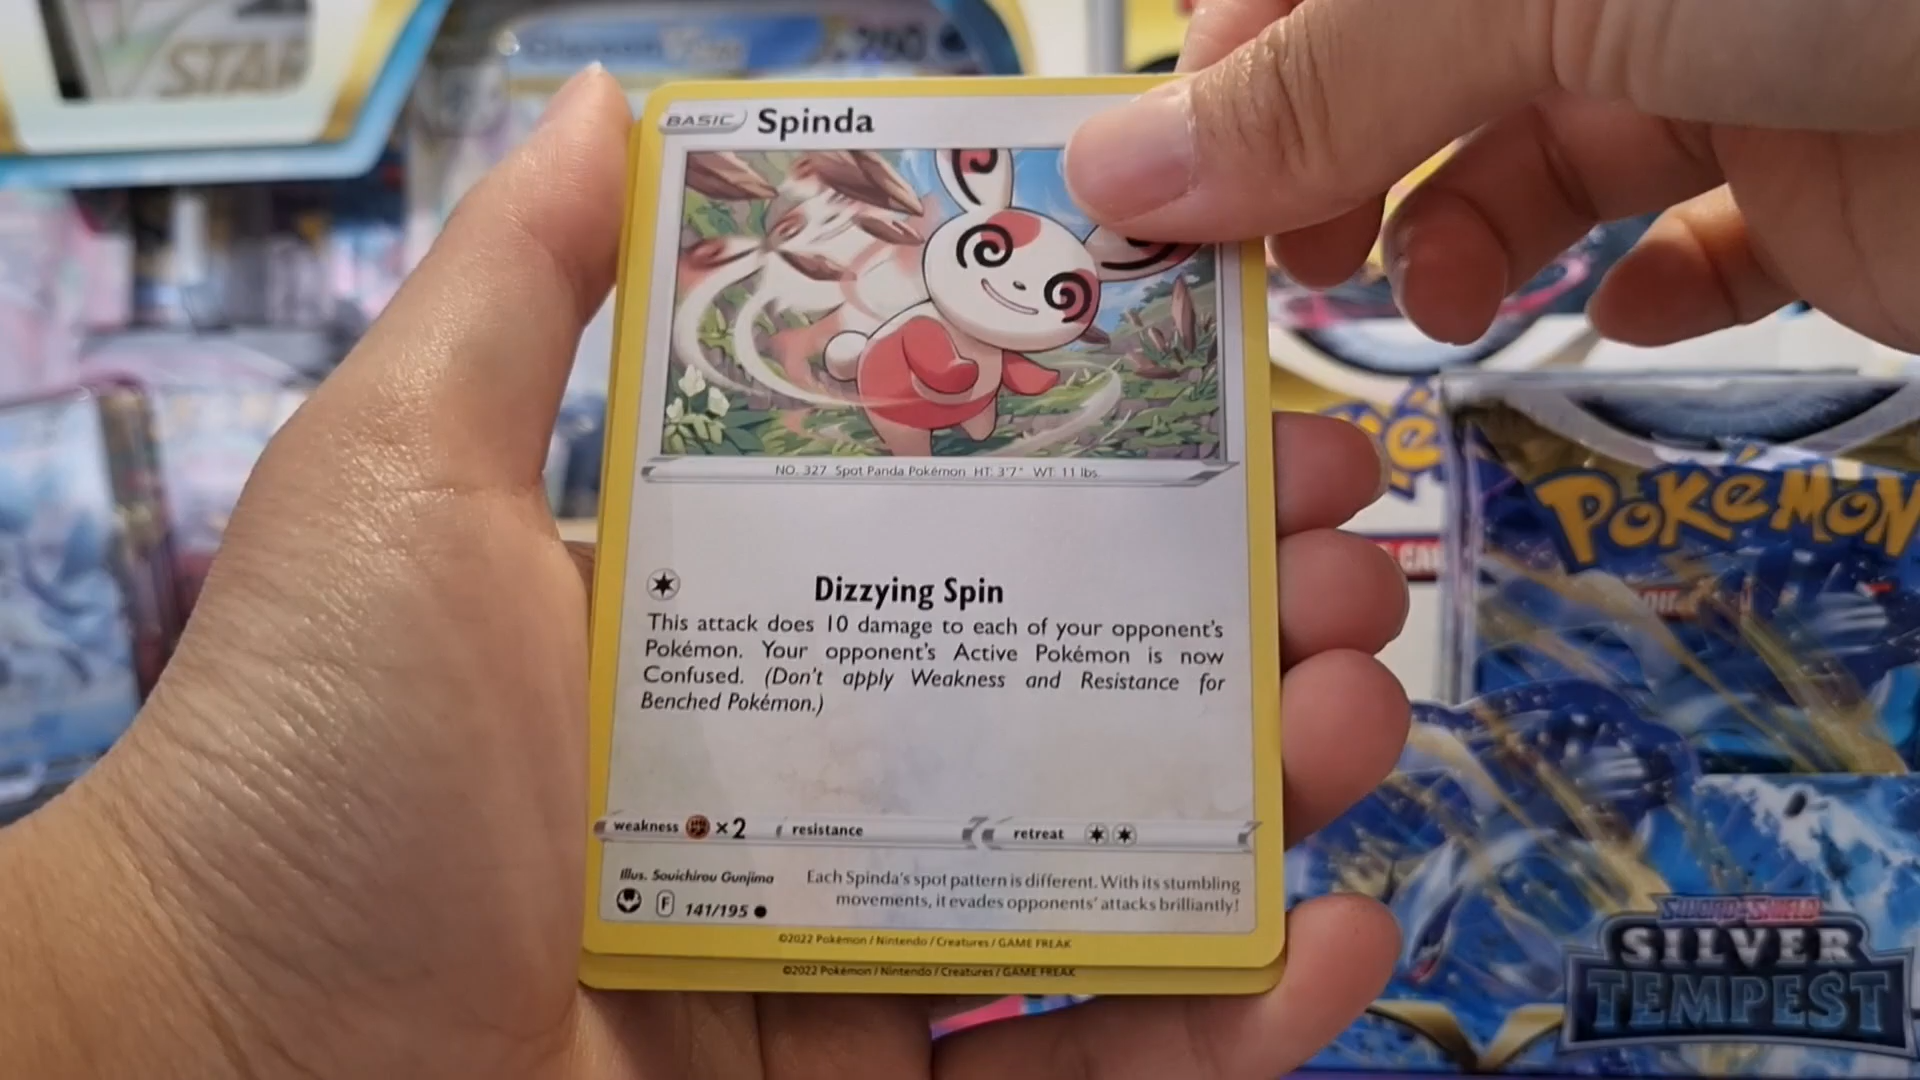 STAR
Glaceon
260
BASIC Spinda
NO. 327 Spot Panda Pokémon HT: 3'7" WT: 11 lbs.
Dizzying Spin
This attack does 10 damage to each of your opponent's
Pokémon. Your opponent's Active Pokémon is now
Confused. (Don't apply Weakness and Resistance for
Benched Pokémon.)
weakness ×2 resistance retreat
Illus. Souichirou Gunjima
Each Spinda's spot pattern is different. With its stumbling
movements, it evades opponents' attacks brilliantly!
F 141/195
©2022 Pokémon / Nintendo / Creatures / GAME FREAK
©2022 Pokémon / Nintendo / Creatures / GAME FREAK
POKÉMON
SWORD & SHIELD
SILVER
TEMPEST